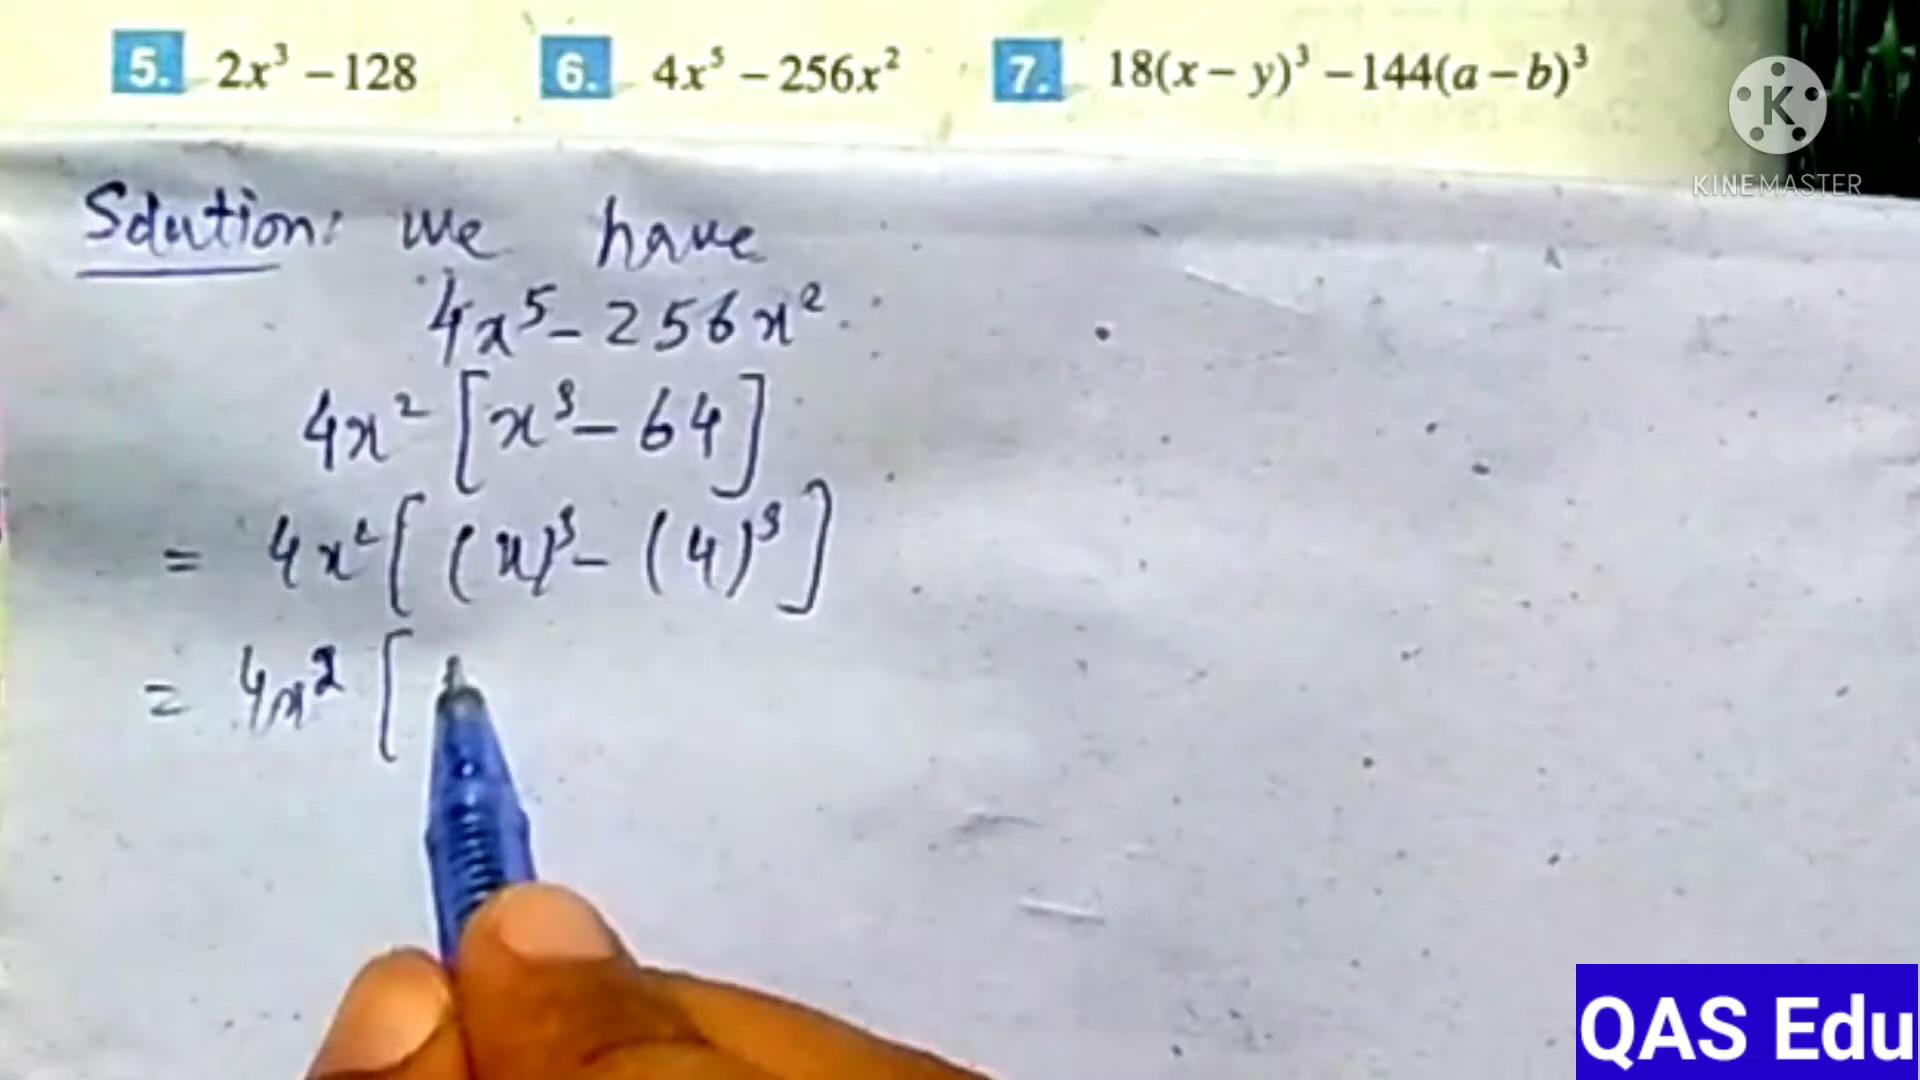 5. 2x³ – 128 6. 4x⁵ – 256x² 7. 18(x – y)³ – 144(a – b)³
K
KINEMASTER
Solution: we have
4x⁵ - 256x²
4x² [x³ - 64]
= 4x² [ (x)³ - (4)³ ]
= 4x² [
QAS Edu